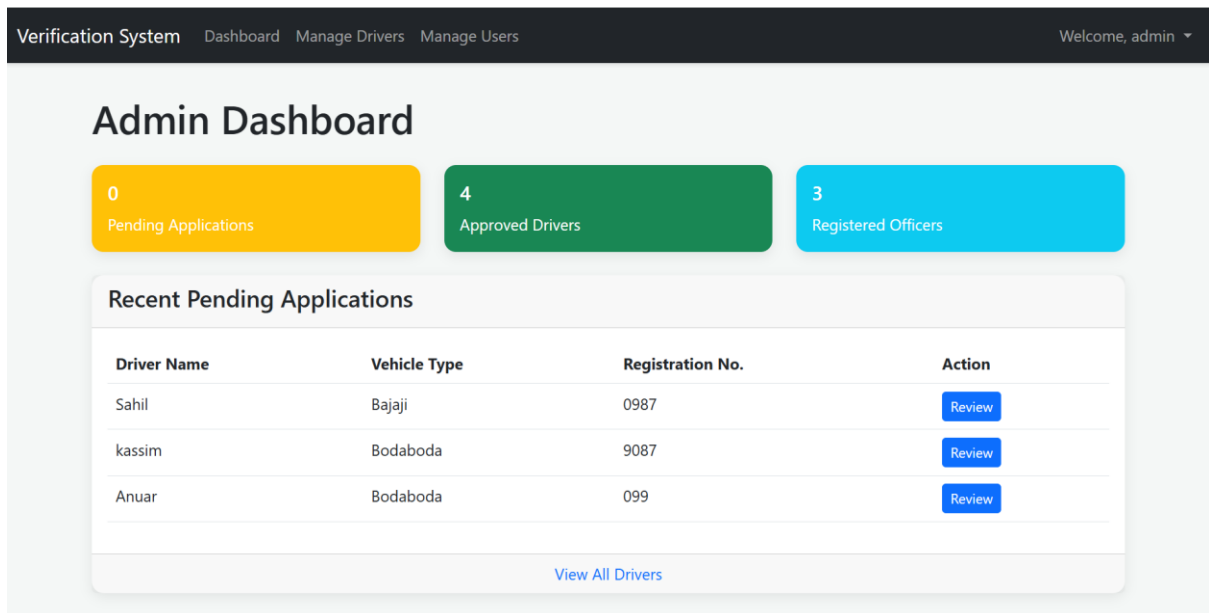 Verification System Dashboard Manage Drivers Manage Users Welcome, admin
Admin Dashboard
0
Pending Applications
4
Approved Drivers
3
Registered Officers
Recent Pending Applications
Driver Name Vehicle Type Registration No. Action
Sahil Bajaji 0987 Review
kassim Bodaboda 9087 Review
Anuar Bodaboda 099 Review
View All Drivers